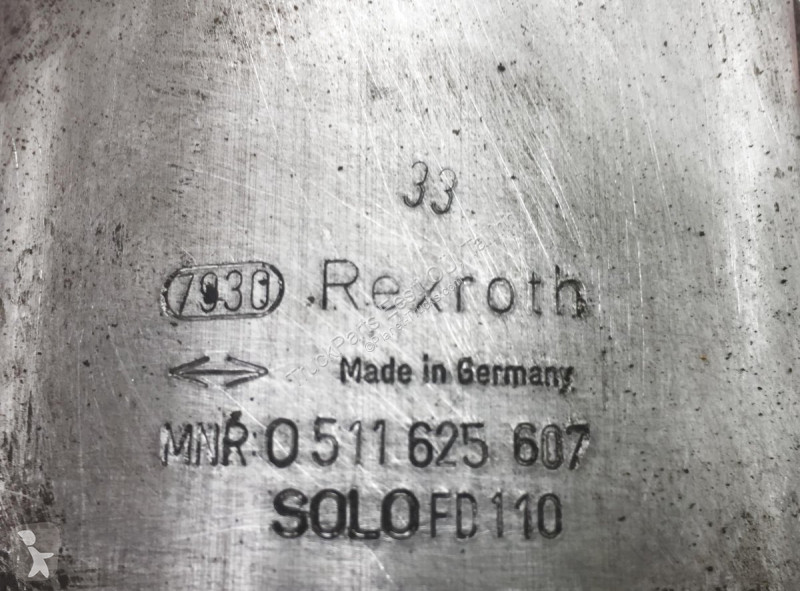 33
7930 Rexroth
Made in Germany
MNR: 0 511 625 607
SOLO FD 110